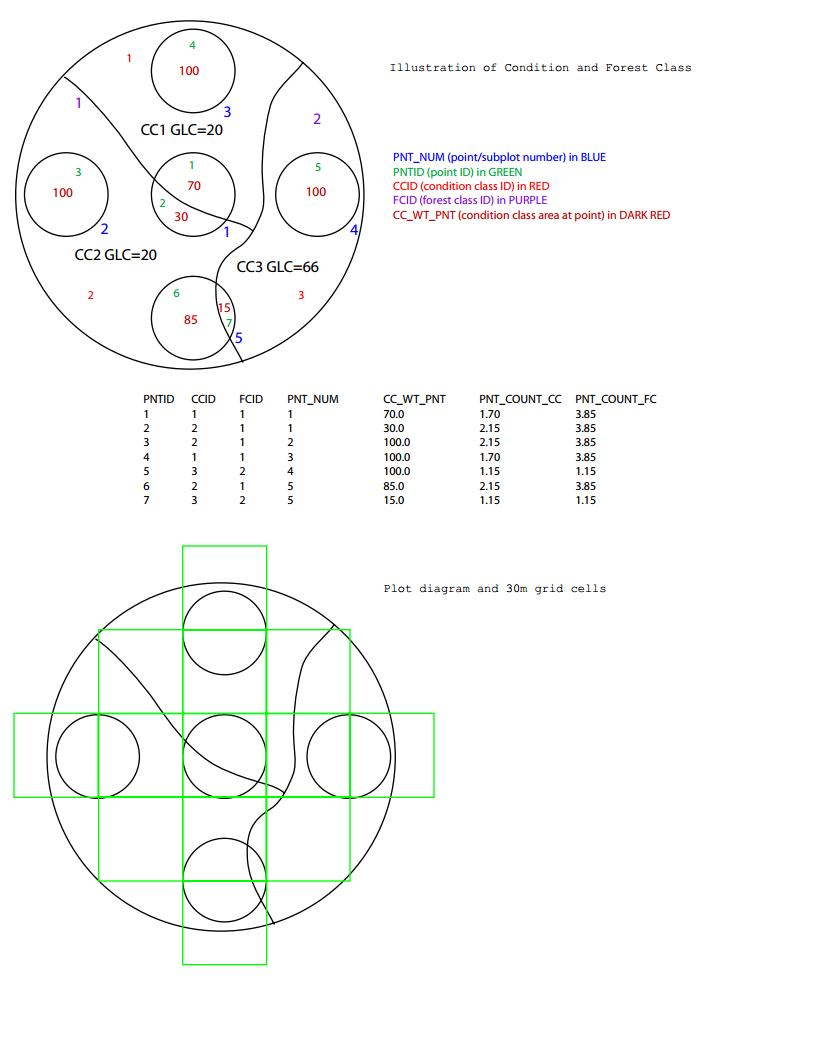 Illustration of Condition and Forest Class
4
1
100
1
3
2
CC1 GLC=20
PNT_NUM (point/subplot number) in BLUE
PNTID (point ID) in GREEN
CCID (condition class ID) in RED
FCID (forest class ID) in PURPLE
CC_WT_PNT (condition class area at point) in DARK RED
3
100
1
70
2
30
5
100
2
1
4
CC2 GLC=20
CC3 GLC=66
2
6
85
15
7
3
5
PNTID CCID FCID PNT_NUM CC_WT_PNT PNT_COUNT_CC PNT_COUNT_FC
1 1 1 1 70.0 1.70 3.85
2 2 1 1 30.0 2.15 3.85
3 2 1 2 100.0 2.15 3.85
4 1 1 3 100.0 1.70 3.85
5 3 2 4 100.0 1.15 1.15
6 2 1 5 85.0 2.15 3.85
7 3 2 5 15.0 1.15 1.15
Plot diagram and 30m grid cells